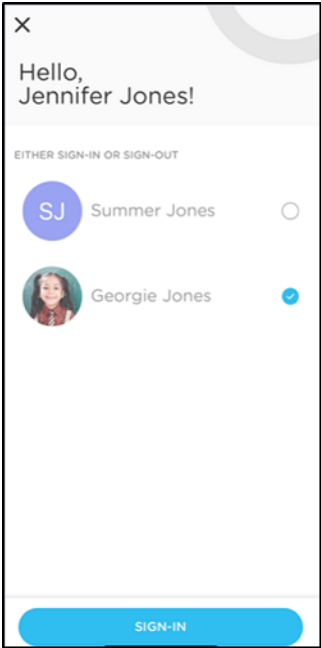 Hello,
Jennifer Jones!
EITHER SIGN-IN OR SIGN-OUT
SJ Summer Jones
Georgie Jones
SIGN-IN